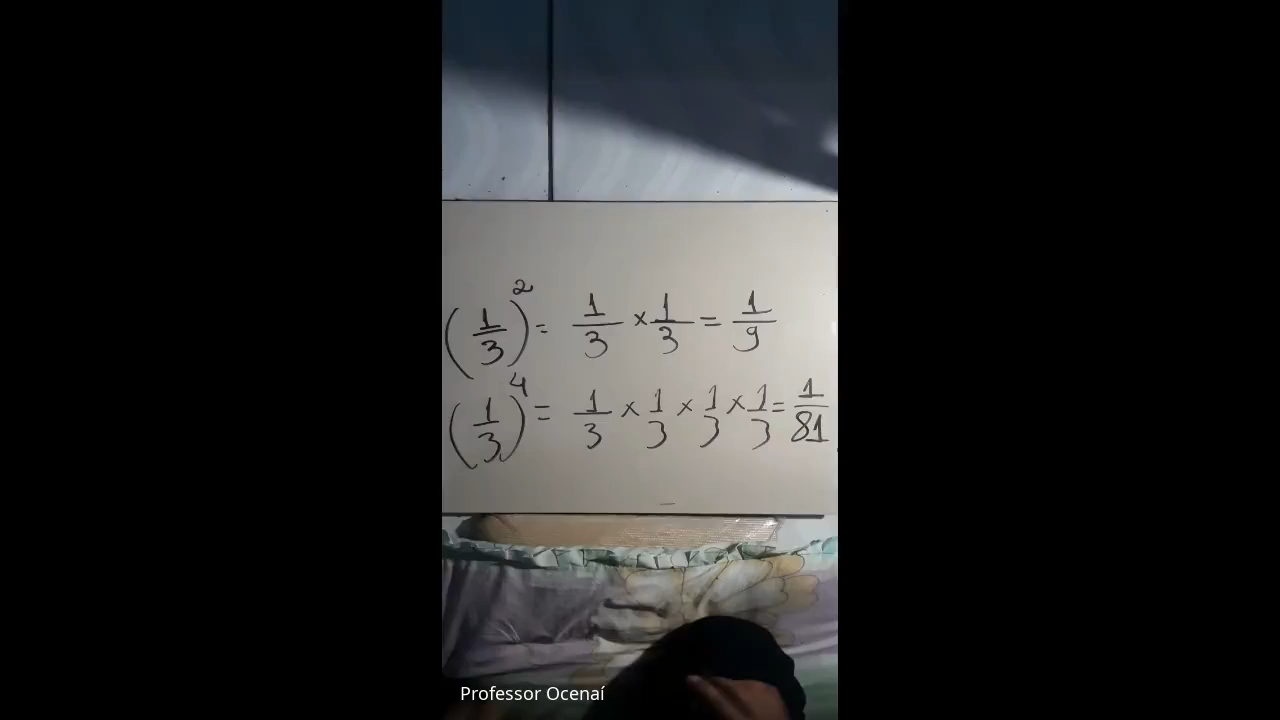 (1/3)² = 1/3 × 1/3 = 1/9
(1/3)⁴ = 1/3 × 1/3 × 1/3 × 1/3 = 1/81
Professor Ocenaí